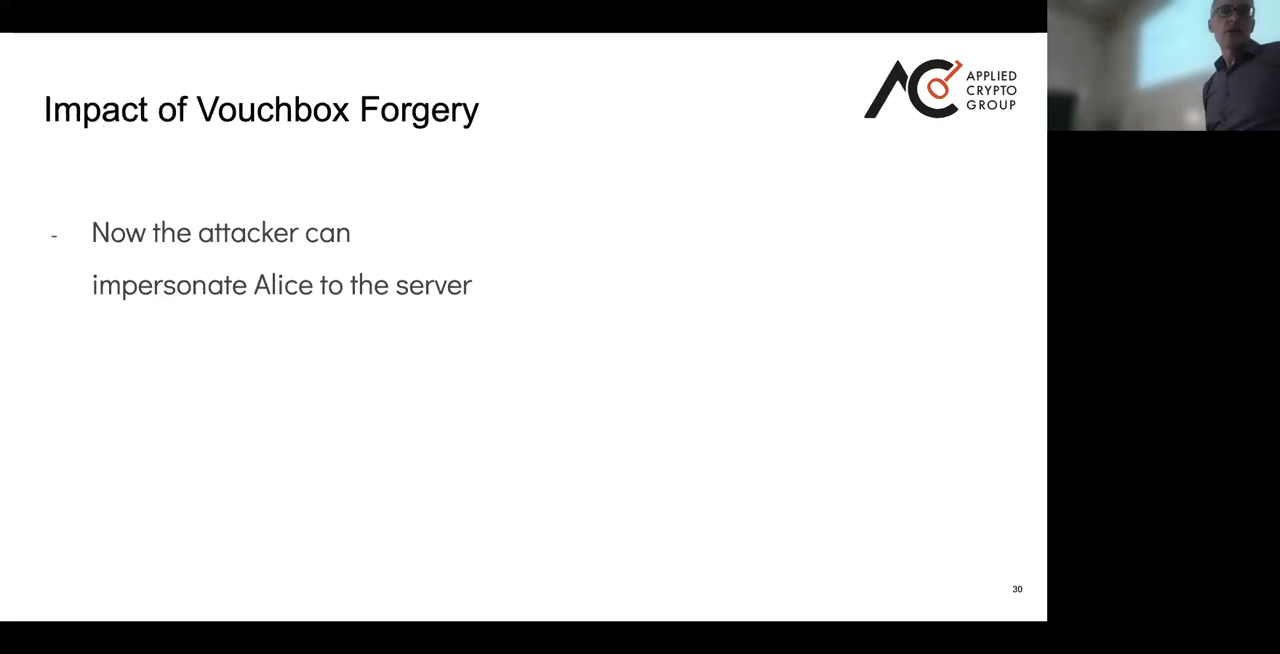 Impact of Vouchbox Forgery
APPLIED
CRYPTO
GROUP
- Now the attacker can
impersonate Alice to the server
30